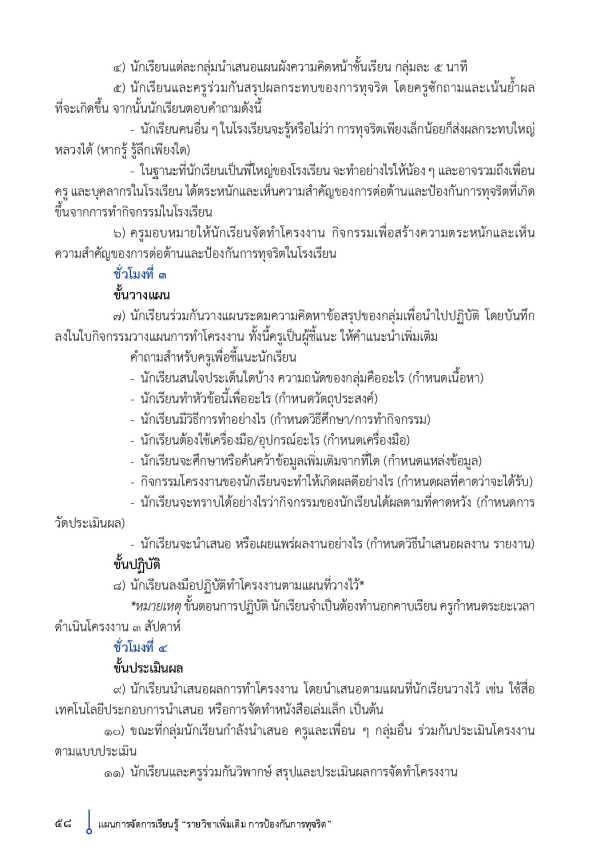 ๔) นักเรียนแต่ละกลุ่มนำเสนอแผนผังความคิดหน้าชั้นเรียน กลุ่มละ ๕ นาที
๕) นักเรียนและครูร่วมกันสรุปผลกระทบของการทุจริต โดยครูซักถามและเน้นย้ำผล
ที่จะเกิดขึ้น จากนั้นนักเรียนตอบคำถามดังนี้
- นักเรียนคนอื่น ๆ ในโรงเรียนจะรู้หรือไม่ว่า การทุจริตเพียงเล็กน้อยก็ส่งผลกระทบใหญ่
หลวงได้ (หากรู้ รู้ลึกเพียงใด)
- ในฐานะที่นักเรียนเป็นพี่ใหญ่ของโรงเรียน จะทำอย่างไรให้น้อง ๆ และอาจรวมถึงเพื่อน
ครู และบุคลากรในโรงเรียน ได้ตระหนักและเห็นความสำคัญของการต่อต้านและป้องกันการทุจริตที่เกิด
ขึ้นจากการทำกิจกรรมในโรงเรียน
๖) ครูมอบหมายให้นักเรียนจัดทำโครงงาน กิจกรรมเพื่อสร้างความตระหนักและเห็น
ความสำคัญของการต่อต้านและป้องกันการทุจริตในโรงเรียน
ชั่วโมงที่ ๓
ขั้นวางแผน
๗) นักเรียนร่วมกันวางแผนระดมความคิดหาข้อสรุปของกลุ่มเพื่อนำไปปฏิบัติ โดยบันทึก
ลงในใบกิจกรรมวางแผนการทำโครงงาน ทั้งนี้ครูเป็นผู้ชี้แนะ ให้คำแนะนำเพิ่มเติม
คำถามสำหรับครูเพื่อชี้แนะนักเรียน
- นักเรียนสนใจประเด็นใดบ้าง ความถนัดของกลุ่มคืออะไร (กำหนดเนื้อหา)
- นักเรียนทำหัวข้อนี้เพื่ออะไร (กำหนดวัตถุประสงค์)
- นักเรียนมีวิธีการทำอย่างไร (กำหนดวิธีศึกษา/การทำกิจกรรม)
- นักเรียนต้องใช้เครื่องมือ/อุปกรณ์อะไร (กำหนดเครื่องมือ)
- นักเรียนจะศึกษาหรือค้นคว้าข้อมูลเพิ่มเติมจากที่ใด (กำหนดแหล่งข้อมูล)
- กิจกรรมโครงงานของนักเรียนจะทำให้เกิดผลดีอย่างไร (กำหนดผลที่คาดว่าจะได้รับ)
- นักเรียนจะทราบได้อย่างไรว่ากิจกรรมของนักเรียนได้ผลตามที่คาดหวัง (กำหนดการ
วัดประเมินผล)
- นักเรียนจะนำเสนอ หรือเผยแพร่ผลงานอย่างไร (กำหนดวิธีนำเสนอผลงาน รายงาน)
ขั้นปฏิบัติ
๘) นักเรียนลงมือปฏิบัติทำโครงงานตามแผนที่วางไว้*
*หมายเหตุ ขั้นตอนการปฏิบัติ นักเรียนจำเป็นต้องทำนอกคาบเรียน ครูกำหนดระยะเวลา
ดำเนินโครงงาน ๓ สัปดาห์
ชั่วโมงที่ ๔
ขั้นประเมินผล
๙) นักเรียนนำเสนอผลการทำโครงงาน โดยนำเสนอตามแผนที่นักเรียนวางไว้ เช่น ใช้สื่อ
เทคโนโลยีประกอบการนำเสนอ หรือการจัดทำหนังสือเล่มเล็ก เป็นต้น
๑๐) ขณะที่กลุ่มนักเรียนกำลังนำเสนอ ครูและเพื่อน ๆ กลุ่มอื่น ร่วมกันประเมินโครงงาน
ตามแบบประเมิน
๑๑) นักเรียนและครูร่วมกันวิพากษ์ สรุปและประเมินผลการจัดทำโครงงาน
๕๘ แผนการจัดการเรียนรู้ “รายวิชาเพิ่มเติม การป้องกันการทุจริต”